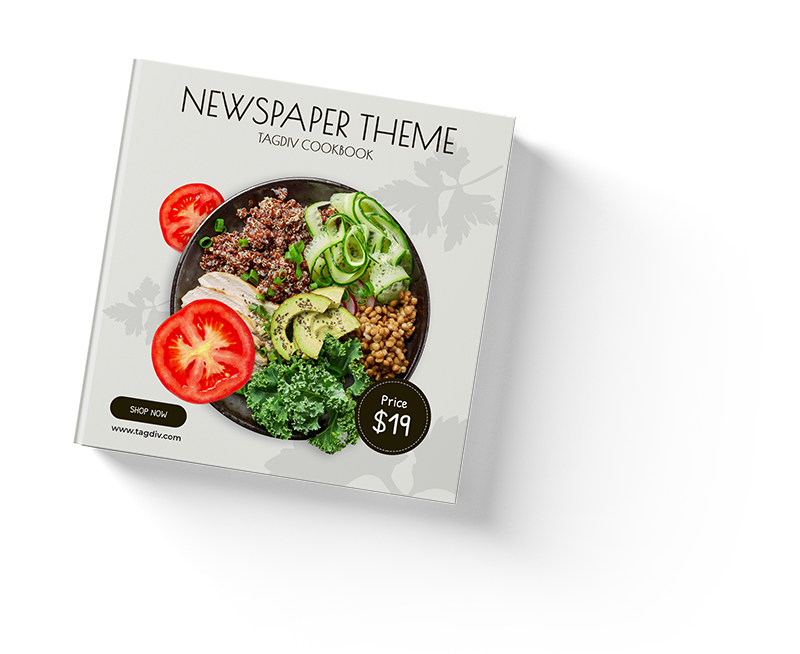 NEWSPAPER THEME
TAGDIV COOKBOOK
Price
$19
SHOP NOW
www.tagdiv.com